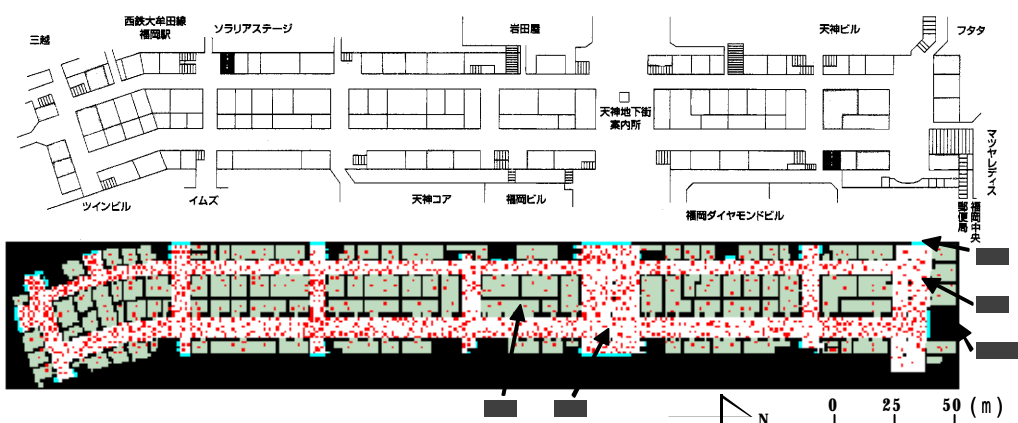 三越
西鉄大牟田線
福岡駅
ソラリアステージ
岩田屋
天神ビル
フタタ
天神地下街
案内所
マツヤレディス
ツインビル
イムズ
天神コア
福岡ビル
福岡ダイヤモンドビル
福岡中央
郵便局
N
0 25 50 (m)